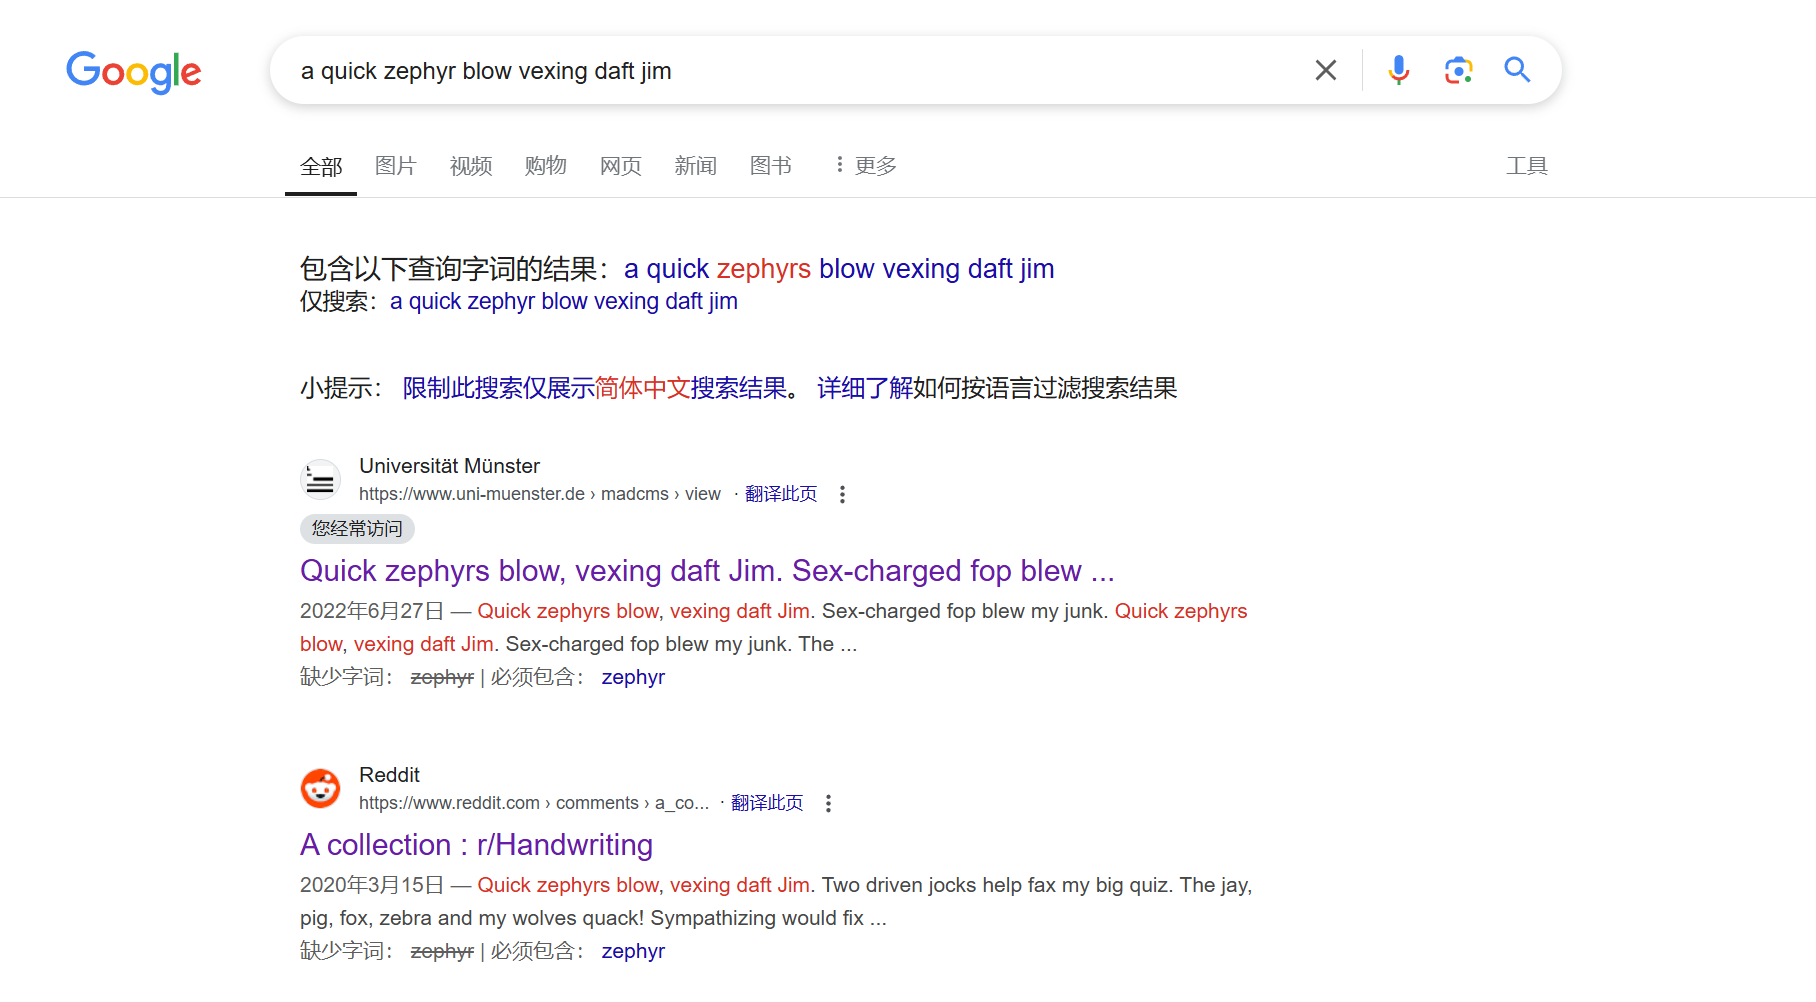 Google
a quick zephyr blow vexing daft jim
全部 图片 视频 购物 网页 新闻 图书 更多 工具
包含以下查询字词的结果：a quick zephyrs blow vexing daft jim
仅搜索：a quick zephyr blow vexing daft jim
小提示： 限制此搜索仅展示简体中文搜索结果。 详细了解如何按语言过滤搜索结果
Universität Münster
https://www.uni-muenster.de › madcms › view · 翻译此页
您经常访问
Quick zephyrs blow, vexing daft Jim. Sex-charged fop blew ...
2022年6月27日 — Quick zephyrs blow, vexing daft Jim. Sex-charged fop blew my junk. Quick zephyrs
blow, vexing daft Jim. Sex-charged fop blew my junk. The ...
缺少字词： zephyr | 必须包含： zephyr
Reddit
https://www.reddit.com › comments › a_co... · 翻译此页
A collection : r/Handwriting
2020年3月15日 — Quick zephyrs blow, vexing daft Jim. Two driven jocks help fax my big quiz. The jay,
pig, fox, zebra and my wolves quack! Sympathizing would fix ...
缺少字词： zephyr | 必须包含： zephyr